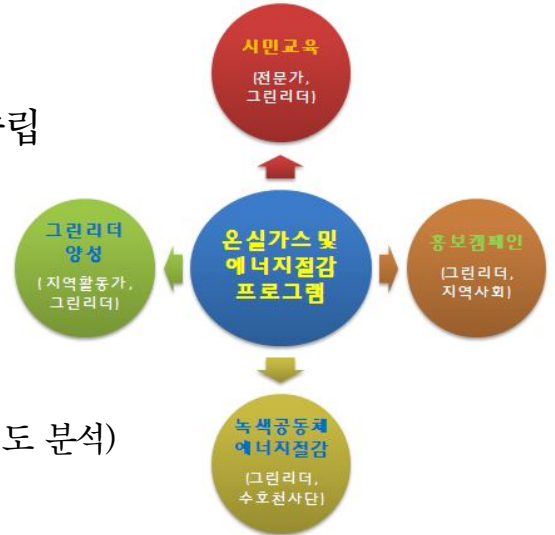 시민교육
(전문가,
그린리더)
립
그린리더
양성
(지역활동가,
그린리더)
온실가스 및
에너지절감
프로그램
홍보캠페인
(그린리더,
지역사회)
도 분석)
녹색공동체
에너지절감
(그린리더,
수호천사단)